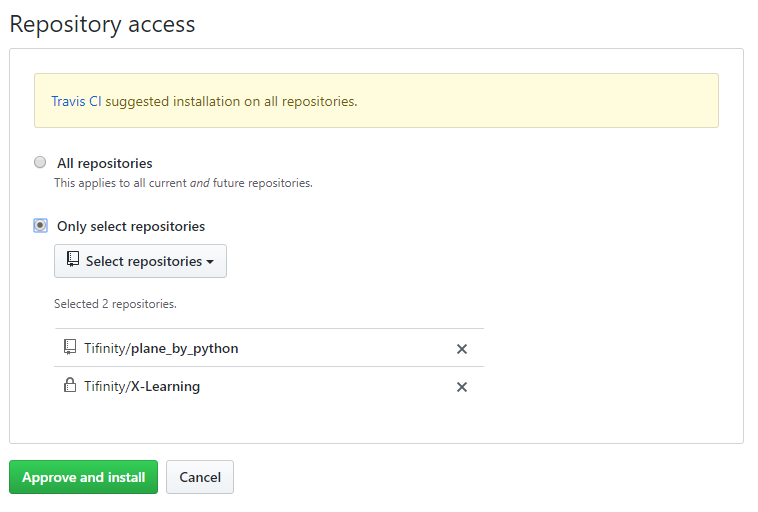 Repository access
Travis CI suggested installation on all repositories.
All repositories
This applies to all current and future repositories.
Only select repositories
Select repositories
Selected 2 repositories.
Tifinity/plane_by_python
Tifinity/X-Learning
Approve and install Cancel